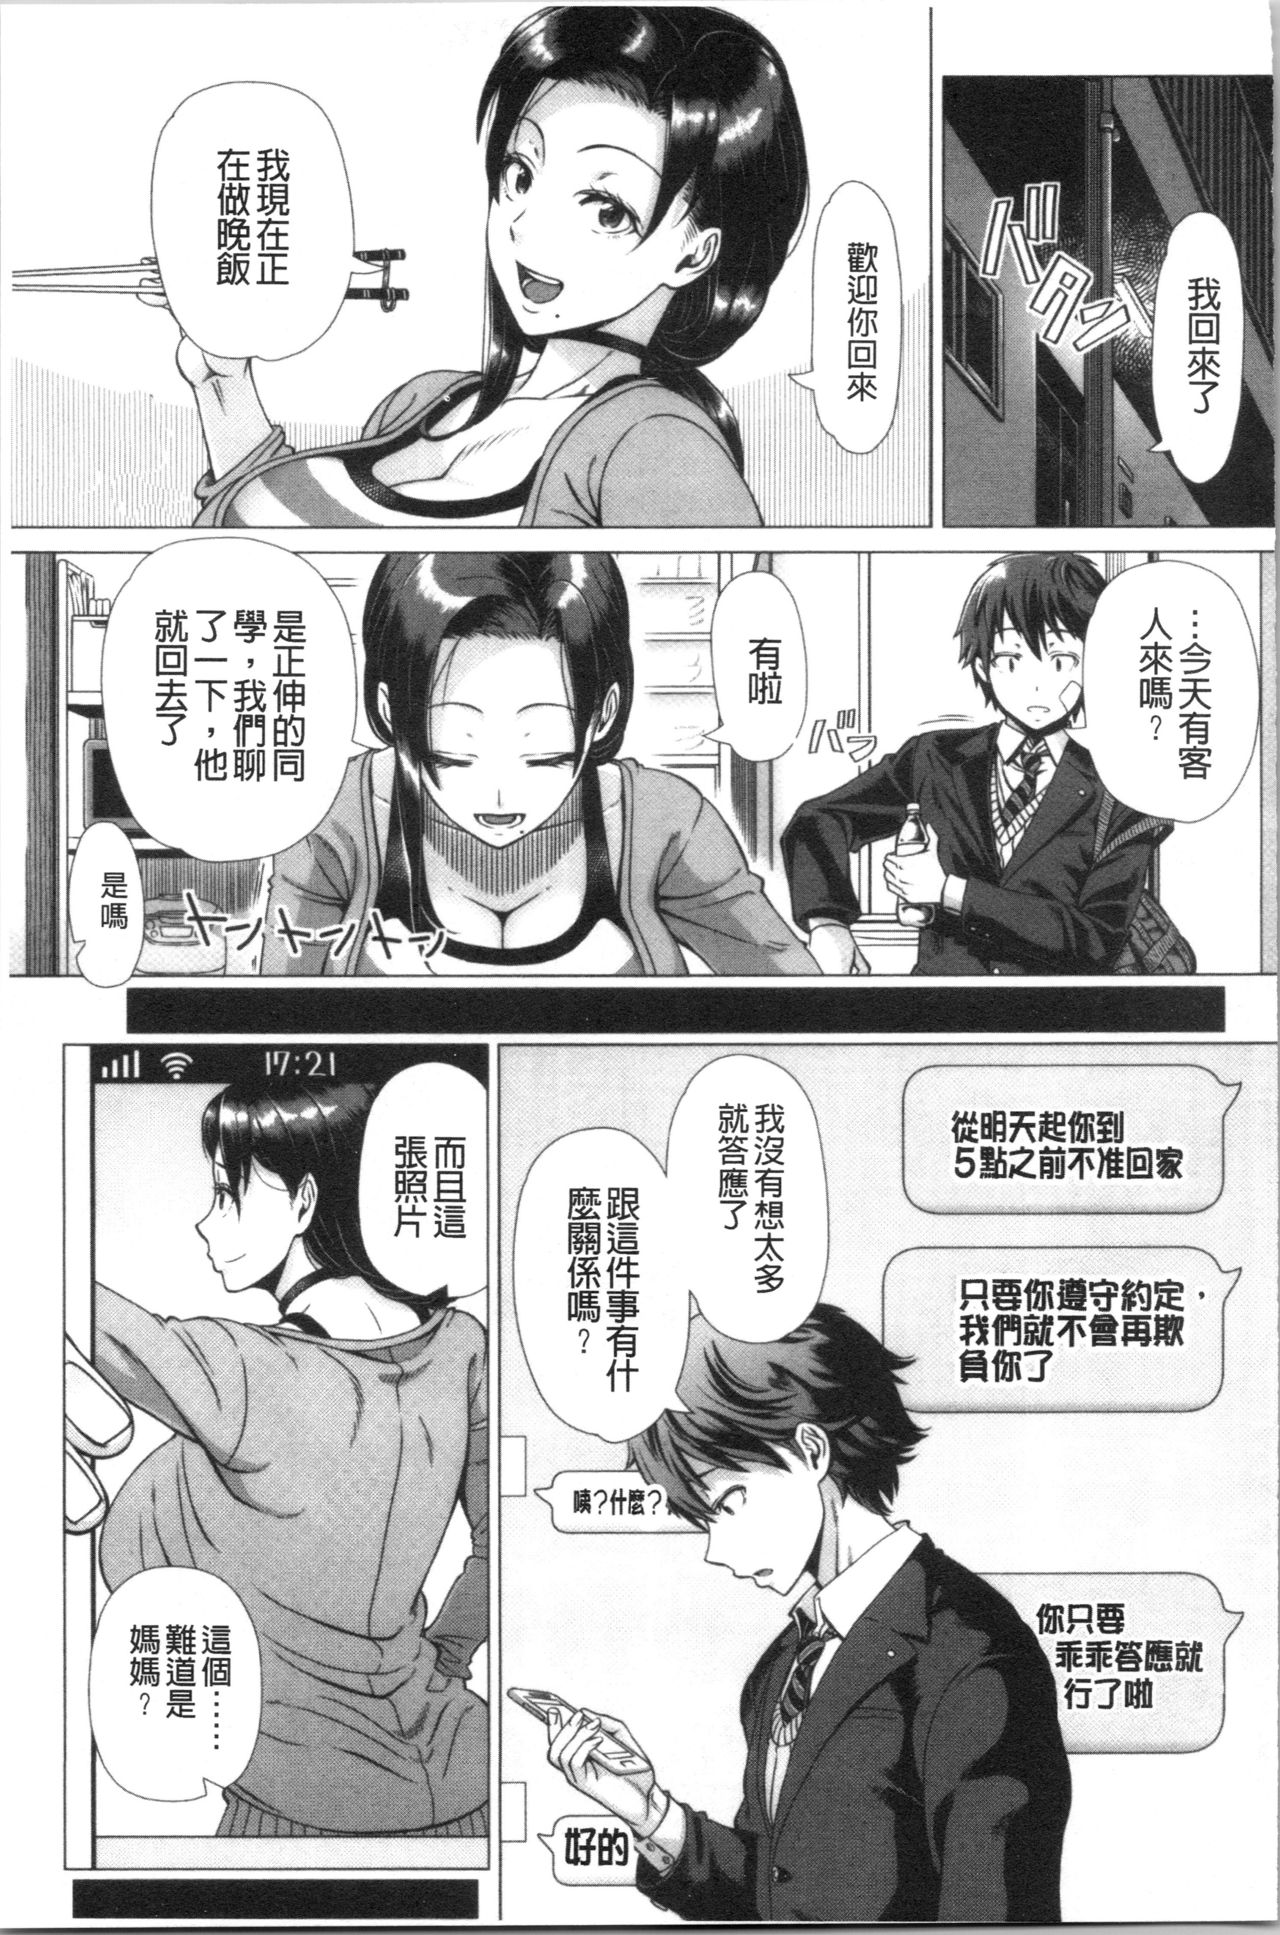 我回來了
バタン
歡迎你回來
我現在正
在做晚飯
…今天有客
人來嗎？
バラ
有啦
是正伸的同
學，我們聊
了一下，他
就回去了
トントントン
是嗎
從明天起你到
5點之前不准回家
只要你遵守約定，
我們就不會再欺
負你了
我沒有想太多
就答應了
跟這件事有什
麼關係嗎？
咦？什麼？
你只要
乖乖答應就
行了啦
好的
17:21
而且這
張照片
這個……
難道是
媽媽？